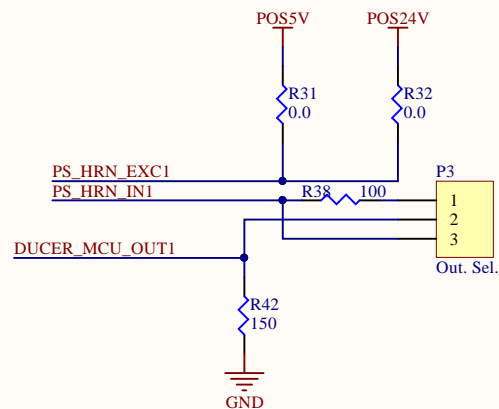 POS5V
POS24V
R31
0.0
R32
0.0
PS_HRN_EXC1
PS_HRN_IN1
R38
100
P3
1
2
3
Out. Sel.
DUCER_MCU_OUT1
R42
150
GND